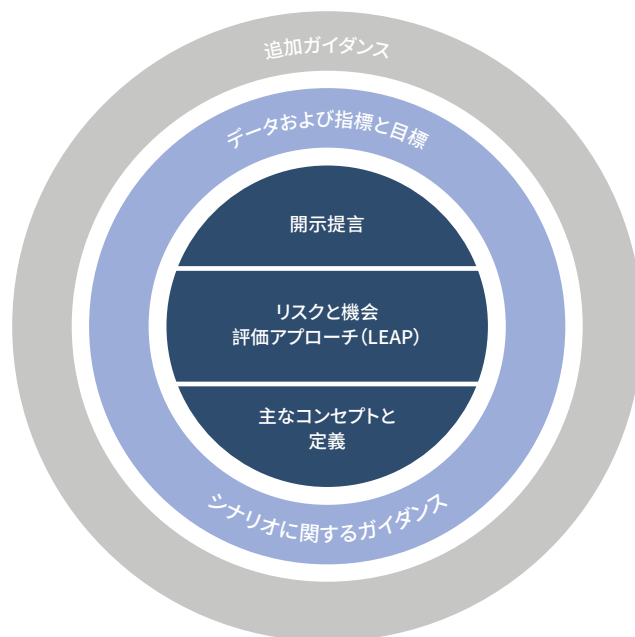 追加ガイダンス
データおよび指標と目標
開示提言
リスクと機会
評価アプローチ（LEAP）
主なコンセプトと
定義
シナリオに関するガイダンス